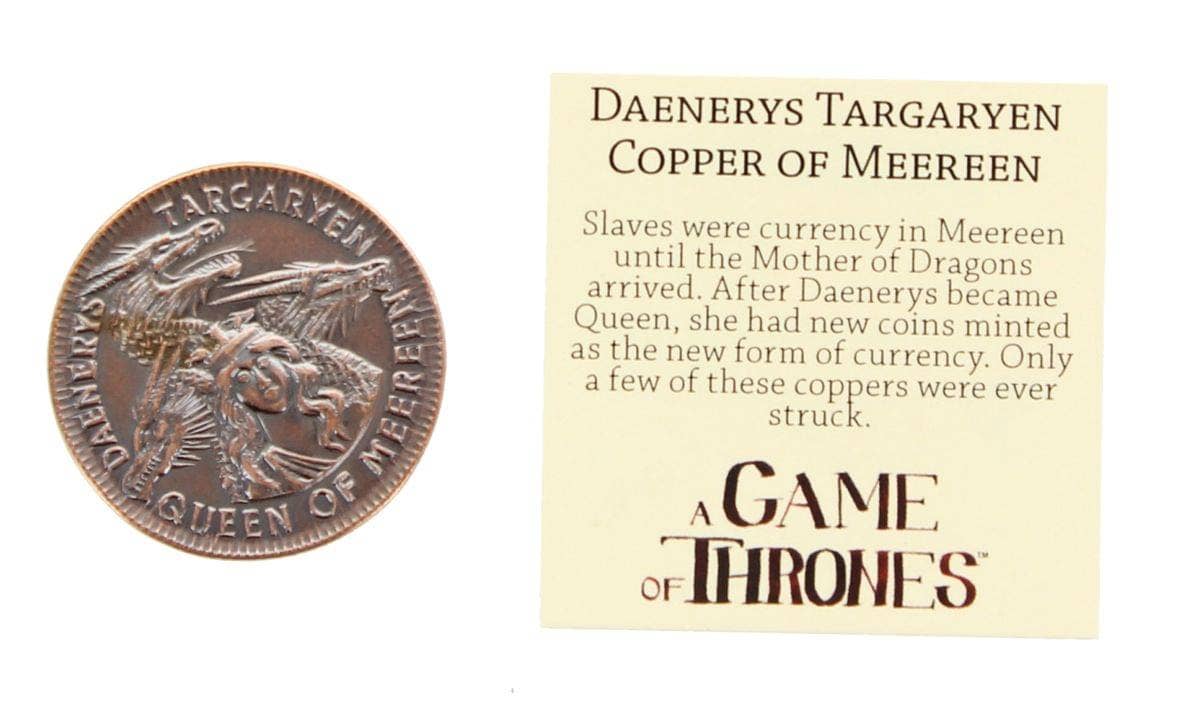 DAENERYS TARGARYEN
QUEEN OF MEEREEN
DAENERYS TARGARYEN
COPPER OF MEEREEN
Slaves were currency in Meereen
until the Mother of Dragons
arrived. After Daenerys became
Queen, she had new coins minted
as the new form of currency. Only
a few of these coppers were ever
struck.
A GAME
OF THRONES™